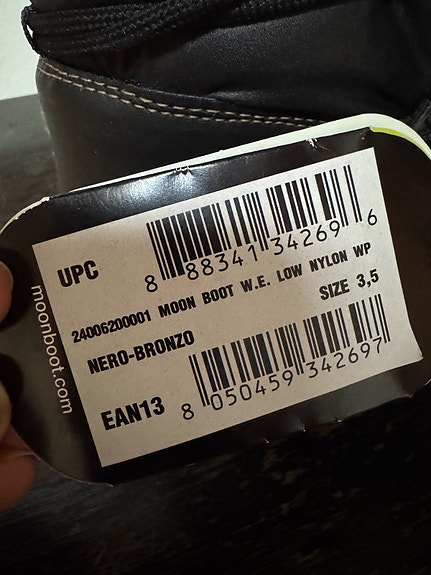 UPC
8 88341 34269 6
24006200001 MOON BOOT W.E. LOW NYLON WP
SIZE 3,5
NERO-BRONZO
EAN13
8 050459 342697
moonboot.com